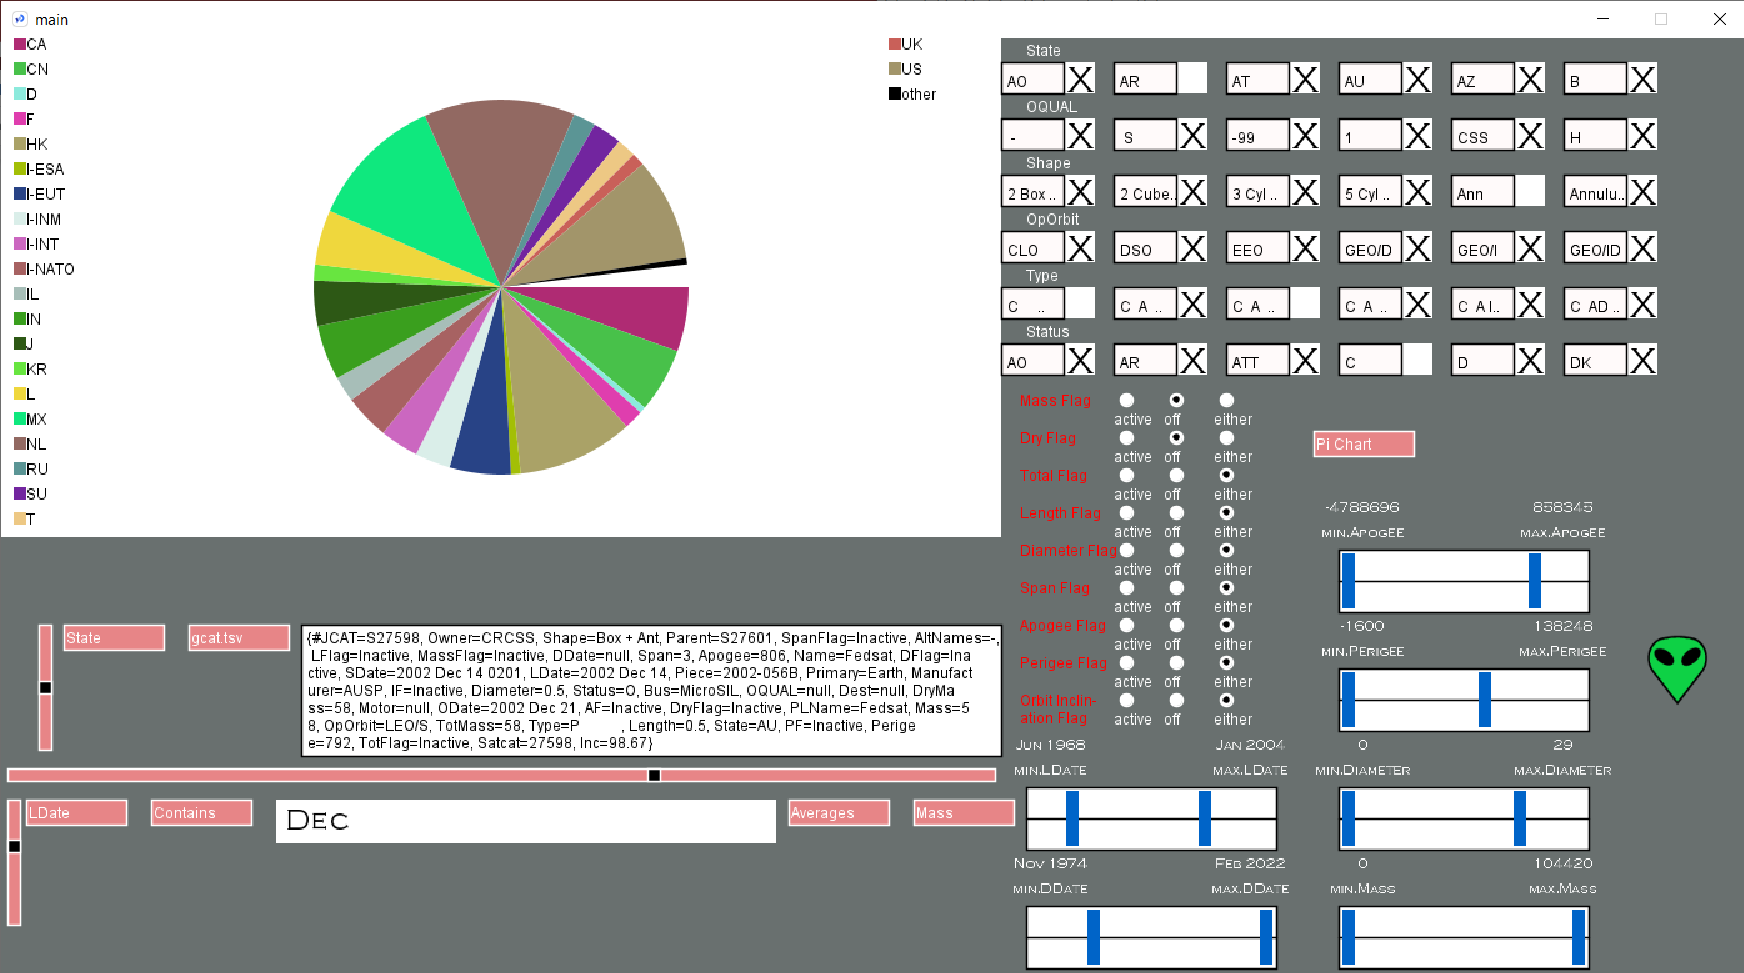 main
CA
CN
D
F
HK
I-ESA
I-EUT
I-INM
I-INT
I-NATO
IL
IN
J
KR
L
MX
NL
RU
SU
T
UK
US
other
State
AO X AR AT X AU X AZ X B X
OQUAL
- X S X -99 X 1 X CSS X H X
Shape
2 Box .. X 2 Cube.. X 3 Cyl .. X 5 Cyl .. X Ann Annulu.. X
OpOrbit
CLO X DSO X EEO X GEO/D X GEO/I X GEO/ID X
Type
C .. C A .. X C A .. C A .. X C A I.. X C AD .. X
Status
AO X AR X ATT X C D X DK X
Mass Flag
active off either
Dry Flag
active off either
Total Flag
active off either
Length Flag
active off either
Diameter Flag
active off either
Span Flag
active off either
Apogee Flag
active off either
Perigee Flag
active off either
Orbit Inclin-
ation Flag
active off either
Pi Chart
-4788696 858345
MIN.APOGEE MAX.APOGEE
-1600 138248
MIN.PERIGEE MAX.PERIGEE
JUN 1968 JAN 2004 0 29
MIN.LDATE MAX.LDATE MIN.DIAMETER MAX.DIAMETER
NOV 1974 FEB 2022 0 104420
MIN.DDATE MAX.DDATE MIN.MASS MAX.MASS
State gcat.tsv
{#JCAT=S27598, Owner=CRCSS, Shape=Box + Ant, Parent=S27601, SpanFlag=Inactive, AltNames=-,
LFlag=Inactive, MassFlag=Inactive, DDate=null, Span=3, Apogee=806, Name=Fedsat, DFlag=Ina
ctive, SDate=2002 Dec 14 0201, LDate=2002 Dec 14, Piece=2002-056B, Primary=Earth, Manufact
urer=AUSP, IF=Inactive, Diameter=0.5, Status=O, Bus=MicroSIL, OQUAL=null, Dest=null, DryMa
ss=58, Motor=null, ODate=2002 Dec 21, AF=Inactive, DryFlag=Inactive, PLName=Fedsat, Mass=5
8, OpOrbit=LEO/S, TotMass=58, Type=P , Length=0.5, State=AU, PF=Inactive, Perige
e=792, TotFlag=Inactive, Satcat=27598, Inc=98.67}
LDate Contains DEC Averages Mass